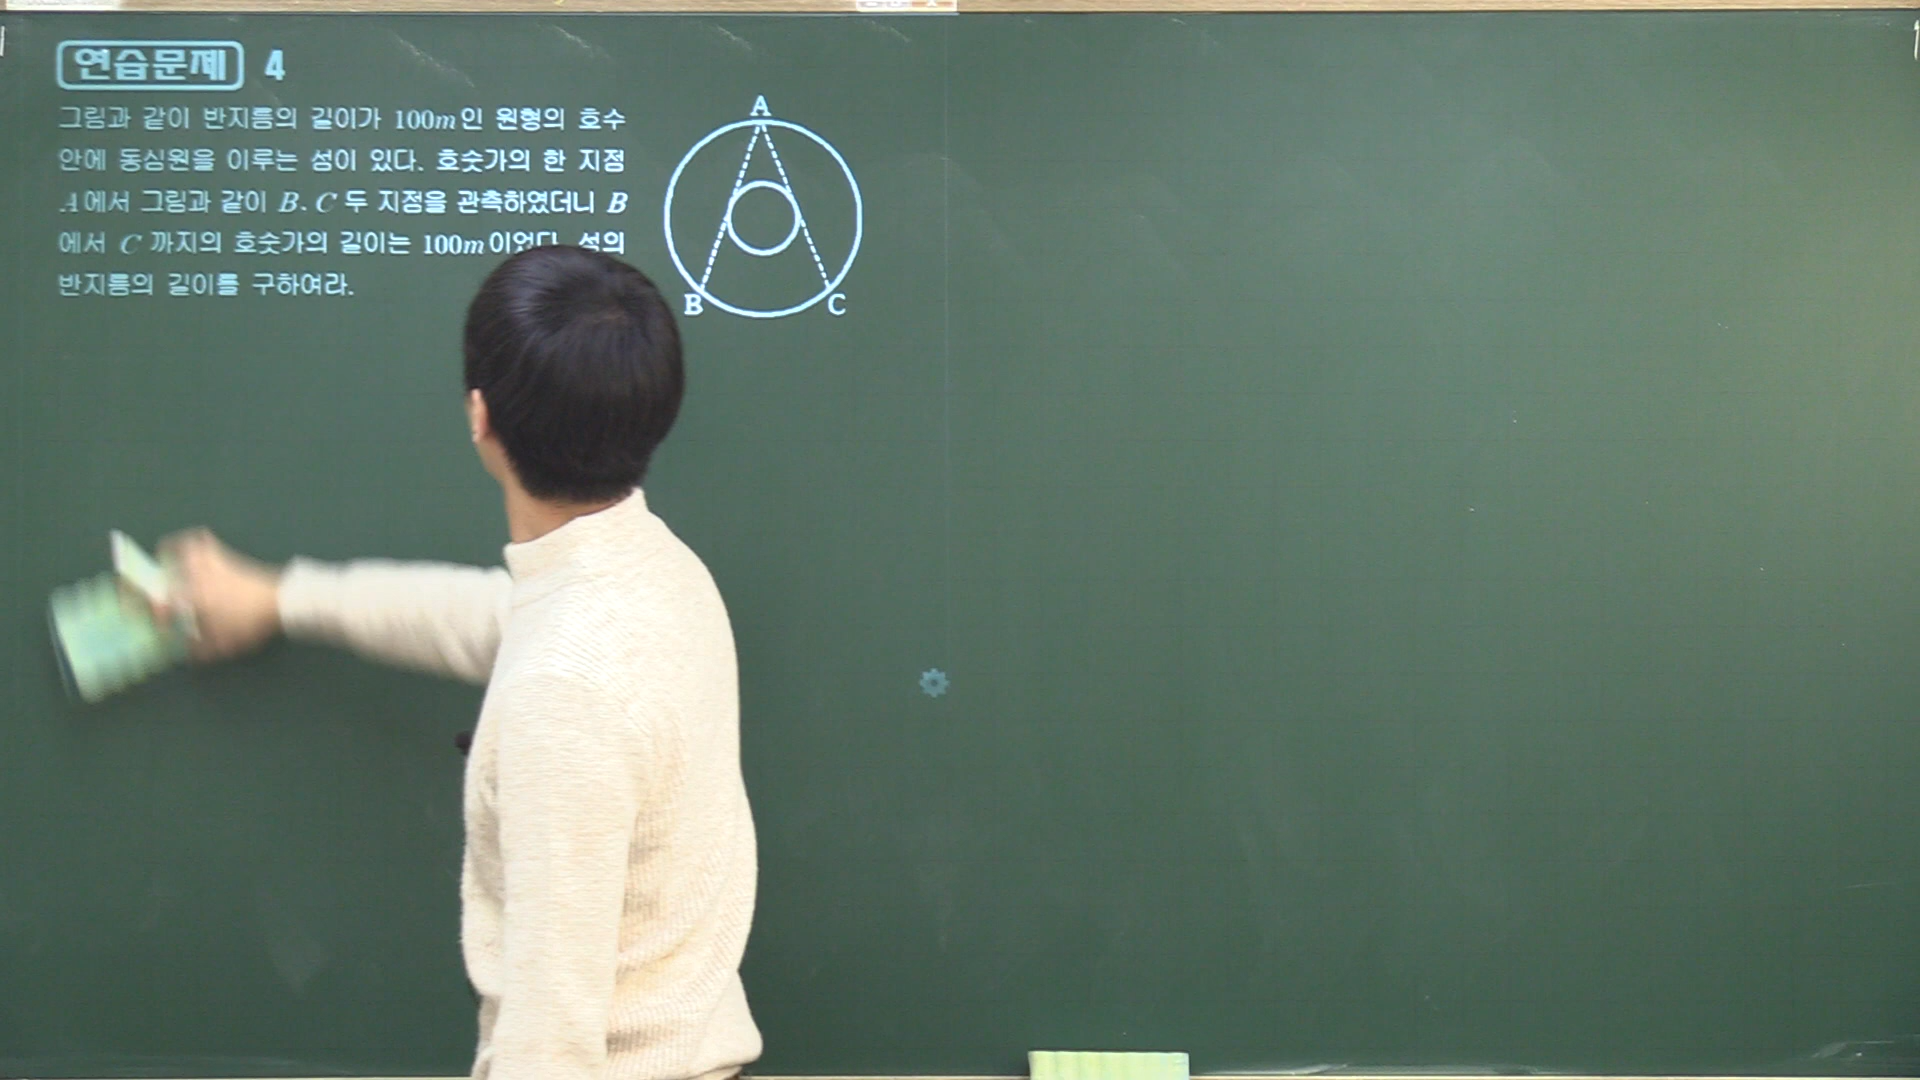 연습문제 4
그림과 같이 반지름의 길이가 100m인 원형의 호수
안에 동심원을 이루는 섬이 있다. 호숫가의 한 지점
A에서 그림과 같이 B, C 두 지점을 관측하였더니 B
에서 C 까지의 호숫가의 길이는 100m이었다. 섬의
반지름의 길이를 구하여라.
A
B
C